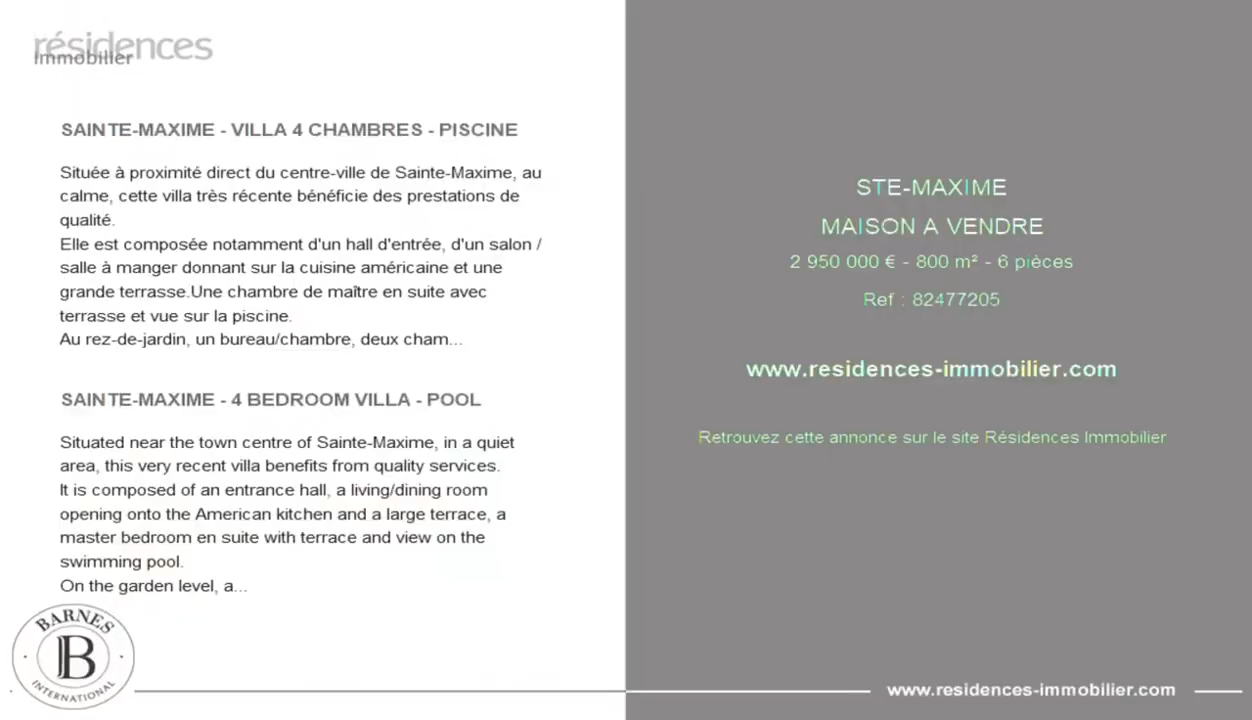 résidences
Immobilier
SAINTE-MAXIME - VILLA 4 CHAMBRES - PISCINE
Située à proximité direct du centre-ville de Sainte-Maxime, au
calme, cette villa très récente bénéficie des prestations de
qualité.
Elle est composée notamment d'un hall d'entrée, d'un salon /
salle à manger donnant sur la cuisine américaine et une
grande terrasse.Une chambre de maître en suite avec
terrasse et vue sur la piscine.
Au rez-de-jardin, un bureau/chambre, deux cham...
SAINTE-MAXIME - 4 BEDROOM VILLA - POOL
Situated near the town centre of Sainte-Maxime, in a quiet
area, this very recent villa benefits from quality services.
It is composed of an entrance hall, a living/dining room
opening onto the American kitchen and a large terrace, a
master bedroom en suite with terrace and view on the
swimming pool.
On the garden level, a...
BARNES
B
INTERNATIONAL
STE-MAXIME
MAISON A VENDRE
2 950 000 € - 800 m² - 6 pièces
Ref : 82477205
www.residences-immobilier.com
Retrouvez cette annonce sur le site Résidences Immobilier
www.residences-immobilier.com